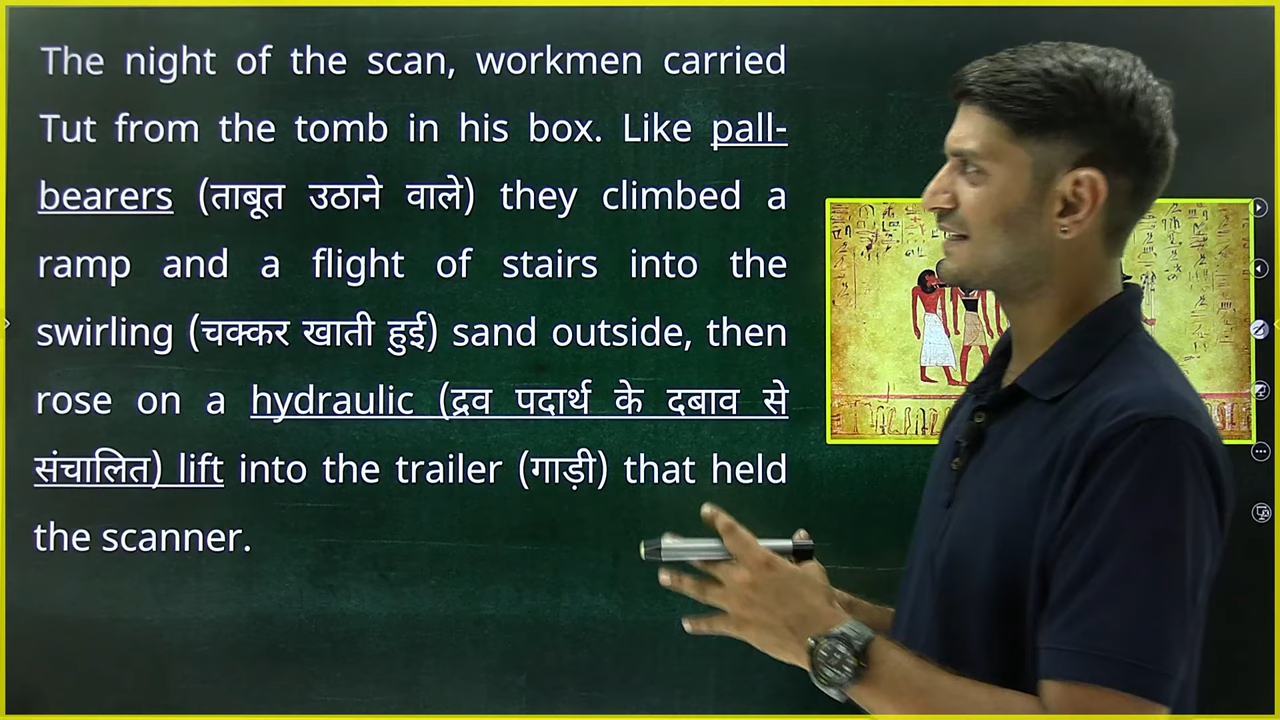 The night of the scan, workmen carried
Tut from the tomb in his box. Like pall-
bearers (ताबूत उठाने वाले) they climbed a
ramp and a flight of stairs into the
swirling (चक्कर खाती हुई) sand outside, then
rose on a hydraulic (द्रव पदार्थ के दबाव से
संचालित) lift into the trailer (गाड़ी) that held
the scanner.